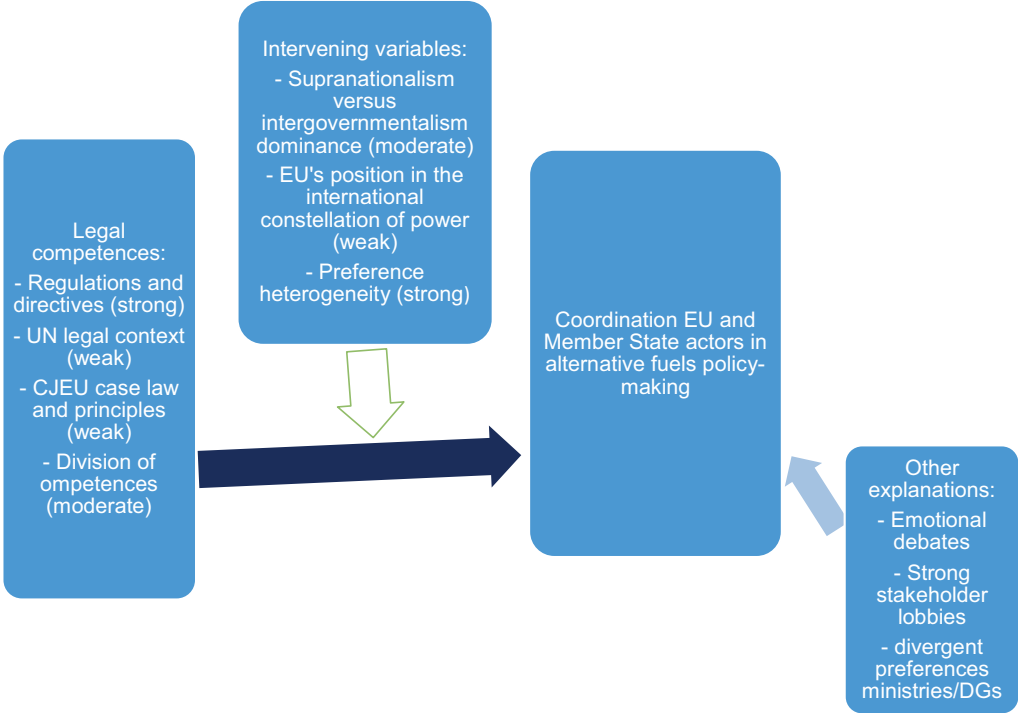 Legal
competences:
- Regulations and
directives (strong)
- UN legal context
(weak)
- CJEU case law
and principles
(weak)
- Division of
ompetences
(moderate)
Intervening variables:
- Supranationalism
versus
intergovernmentalism
dominance (moderate)
- EU's position in the
international
constellation of power
(weak)
- Preference
heterogeneity (strong)
Coordination EU and
Member State actors in
alternative fuels policy-
making
Other
explanations:
- Emotional
debates
- Strong
stakeholder
lobbies
- divergent
preferences
ministries/DGs